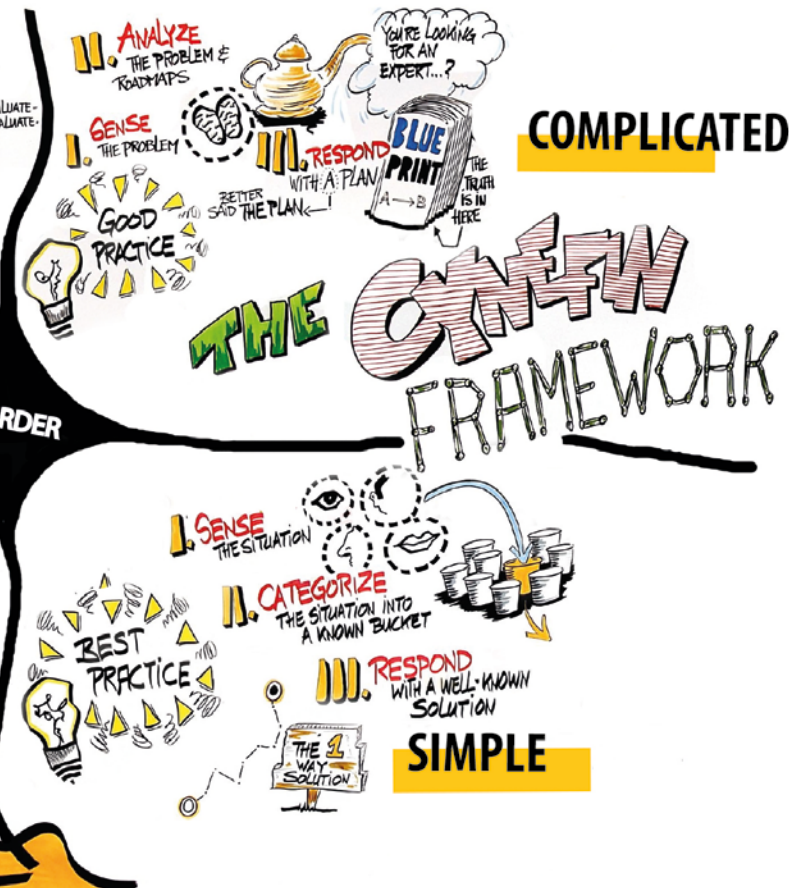 II. ANALYZE
THE PROBLEM &
ROADMAPS
YOU'RE LOOKING
FOR AN
EXPERT...?
I. SENSE
THE PROBLEM
III. RESPOND
WITH A PLAN
BETTER
SAID THE PLAN
BLUE
PRINT
A → B
THE
TRUTH
IS IN
HERE
COMPLICATED
GOOD
PRACTICE
THE CYNEFIW
FRAMEWORK
RDER
I. SENSE
THE SITUATION
II. CATEGORIZE
THE SITUATION INTO
A KNOWN BUCKET
BEST
PRACTICE
III. RESPOND
WITH A WELL-KNOWN
SOLUTION
THE 1
WAY
SOLUTION
SIMPLE